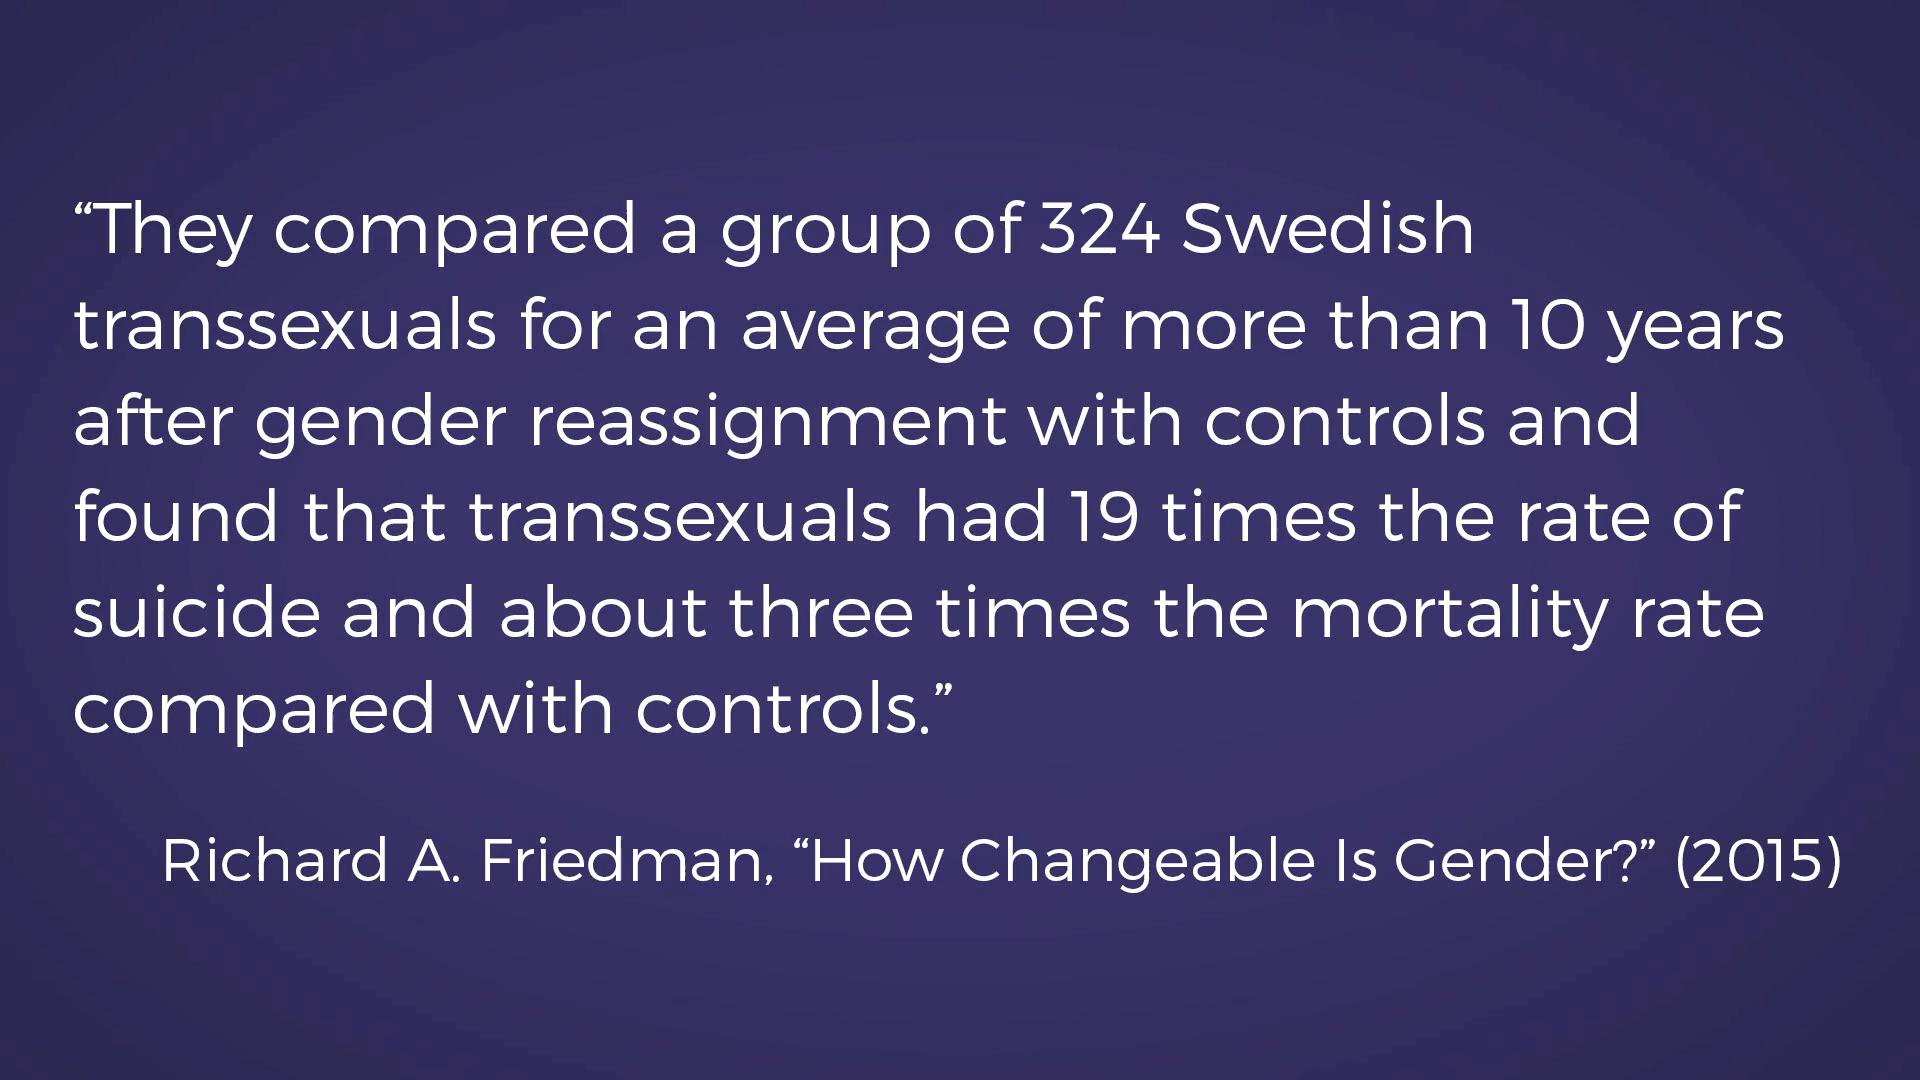 “They compared a group of 324 Swedish
transsexuals for an average of more than 10 years
after gender reassignment with controls and
found that transsexuals had 19 times the rate of
suicide and about three times the mortality rate
compared with controls.”
Richard A. Friedman, “How Changeable Is Gender?” (2015)